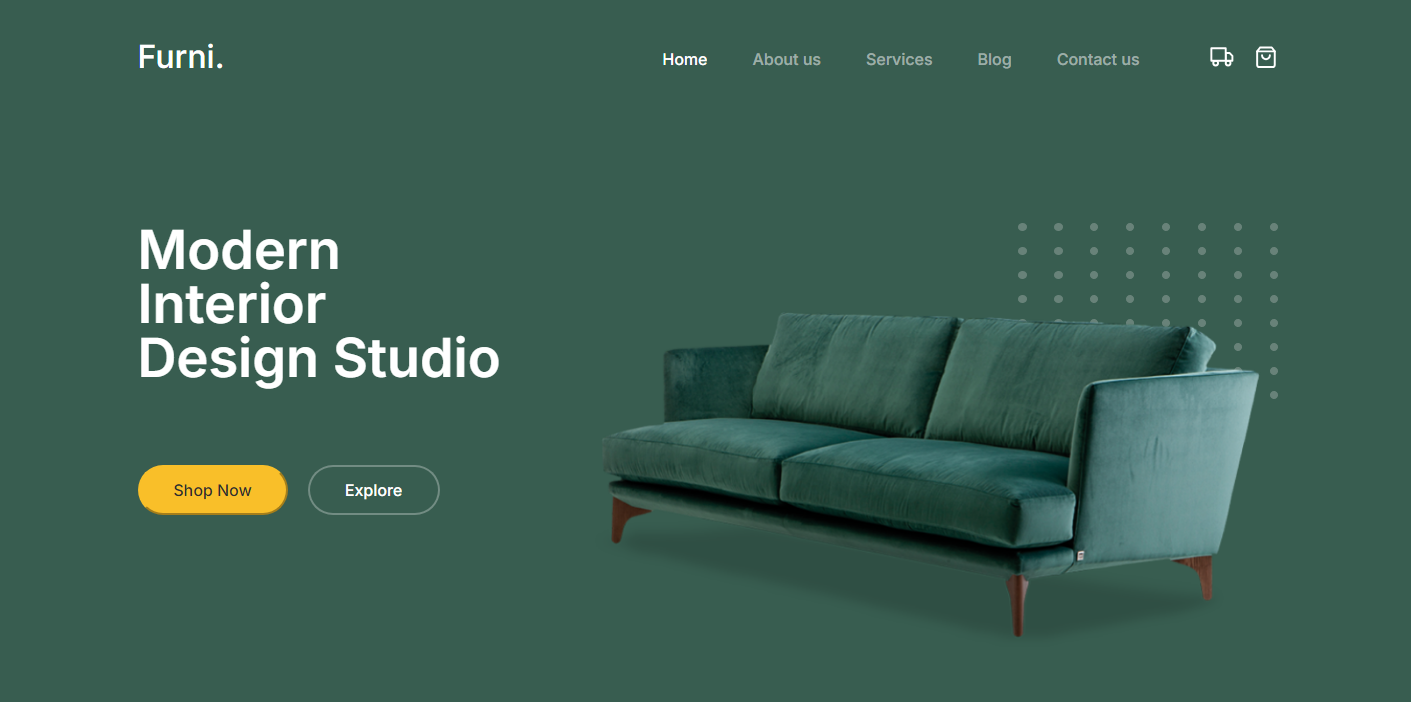 Furni.
Home
About us
Services
Blog
Contact us
Modern
Interior
Design Studio
Shop Now
Explore